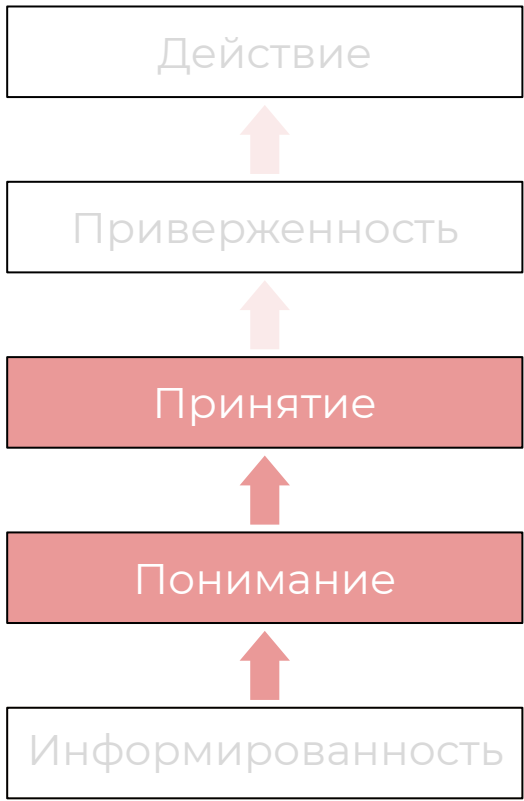 Действие
Приверженность
Принятие
Понимание
Информированность